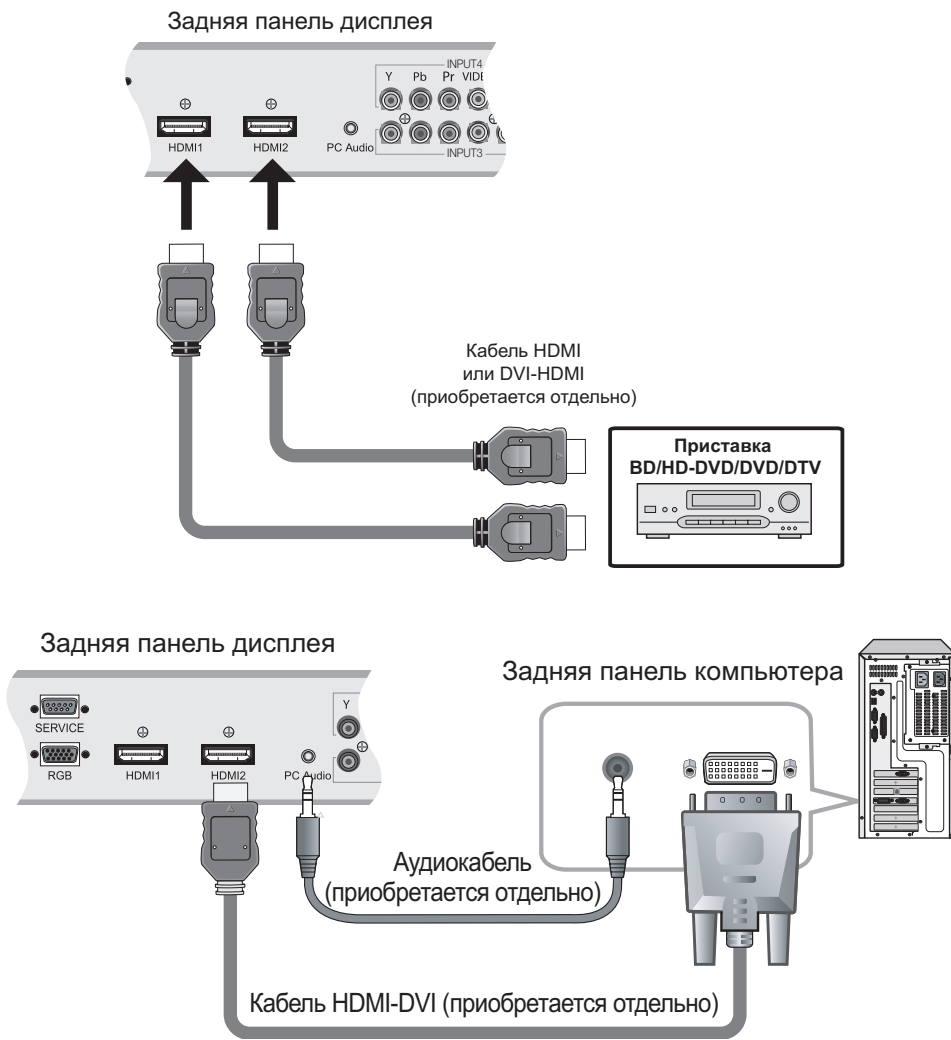 Задняя панель дисплея
INPUT4
Y Pb Pr VIDE
HDMI1 HDMI2 PC Audio
INPUT3
Кабель HDMI
или DVI-HDMI
(приобретается отдельно)
Приставка
BD/HD-DVD/DVD/DTV
Задняя панель дисплея
Задняя панель компьютера
Y
SERVICE
RGB HDMI1 HDMI2 PC Audio
Аудиокабель
(приобретается отдельно)
Кабель HDMI-DVI (приобретается отдельно)